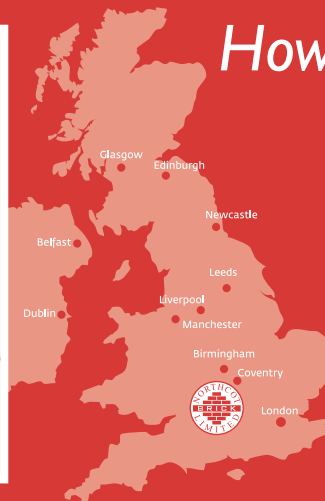 How
Glasgow
Edinburgh
Newcastle
Belfast
Leeds
Liverpool
Dublin
Manchester
Birmingham
Coventry
NORTHCOT
BRICK
LIMITED
London